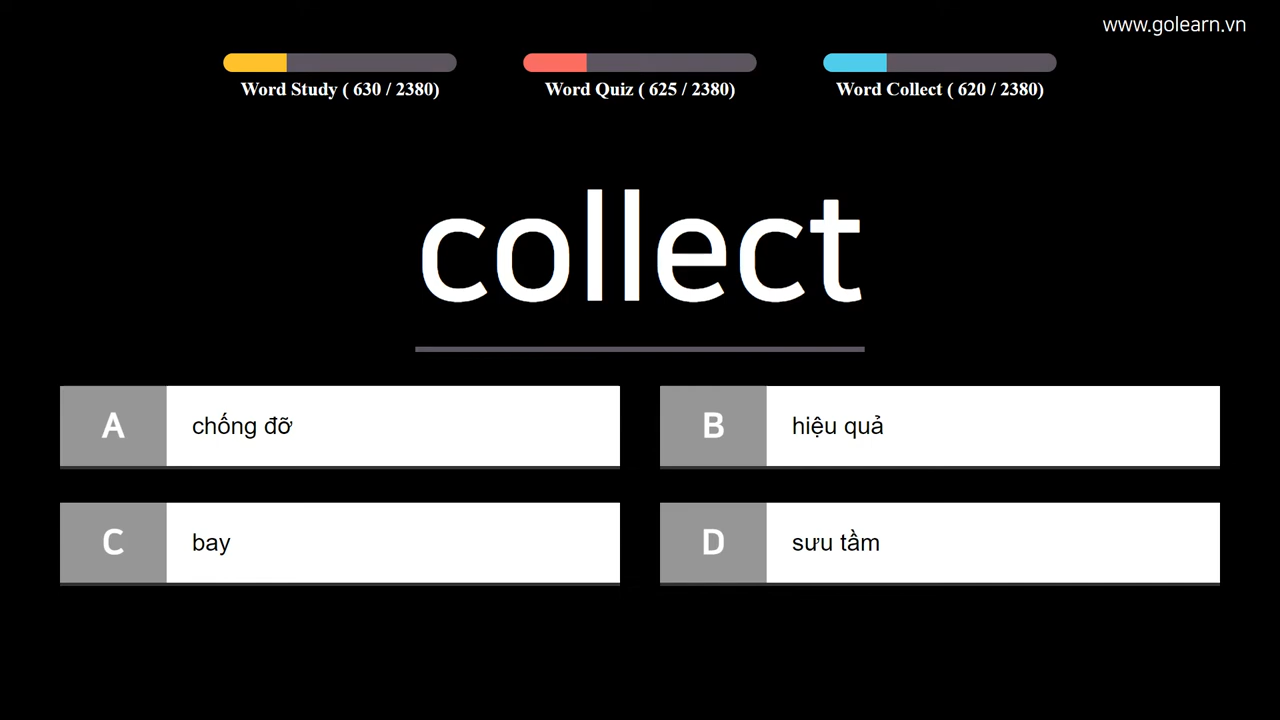 www.golearn.vn
Word Study ( 630 / 2380)
Word Quiz ( 625 / 2380)
Word Collect ( 620 / 2380)
collect
A chống đỡ
B hiệu quả
C bay
D sưu tầm